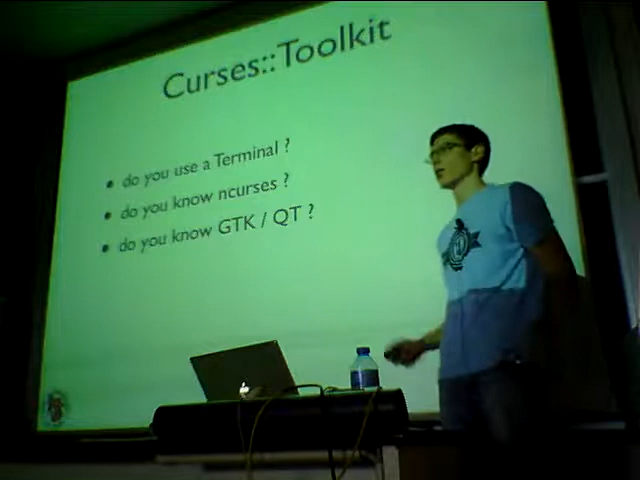 Curses::Toolkit
• do you use a Terminal ?
• do you know ncurses ?
• do you know GTK / QT ?